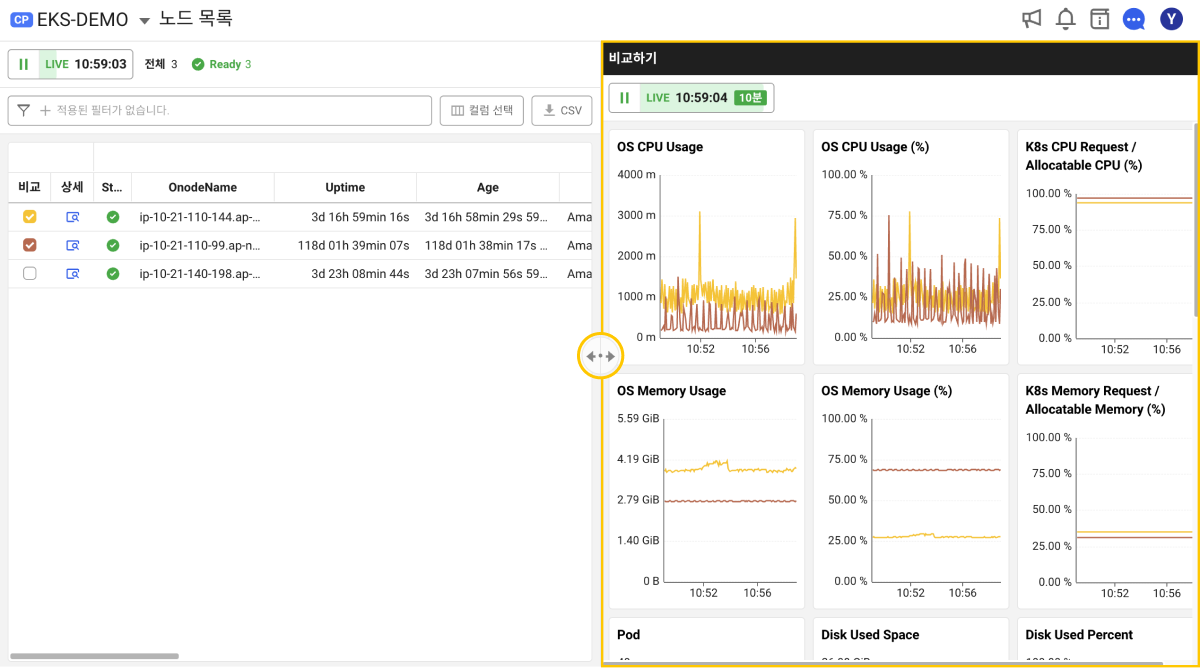 CP EKS-DEMO 노드 목록
Y
LIVE 10:59:03 전체 3 Ready 3
적용된 필터가 없습니다.
컬럼 선택
CSV
비교 상세 St... OnodeName Uptime Age
ip-10-21-110-144.ap-... 3d 16h 59min 16s 3d 16h 58min 29s 59... Ama
ip-10-21-110-99.ap-n... 118d 01h 39min 07s 118d 01h 38min 17s ... Ama
ip-10-21-140-198.ap-... 3d 23h 08min 44s 3d 23h 07min 56s 59... Ama
비교하기
LIVE 10:59:04 10분
OS CPU Usage
4000 m
3000 m
2000 m
1000 m
0 m
10:52 10:56
OS CPU Usage (%)
100.00 %
75.00 %
50.00 %
25.00 %
0.00 %
10:52 10:56
K8s CPU Request /
Allocatable CPU (%)
100.00 %
75.00 %
50.00 %
25.00 %
0.00 %
10:52 10:56
OS Memory Usage
5.59 GiB
4.19 GiB
2.79 GiB
1.40 GiB
0 B
10:52 10:56
OS Memory Usage (%)
100.00 %
75.00 %
50.00 %
25.00 %
0.00 %
10:52 10:56
K8s Memory Request /
Allocatable Memory (%)
100.00 %
75.00 %
50.00 %
25.00 %
0.00 %
10:52 10:56
Pod
Disk Used Space
Disk Used Percent